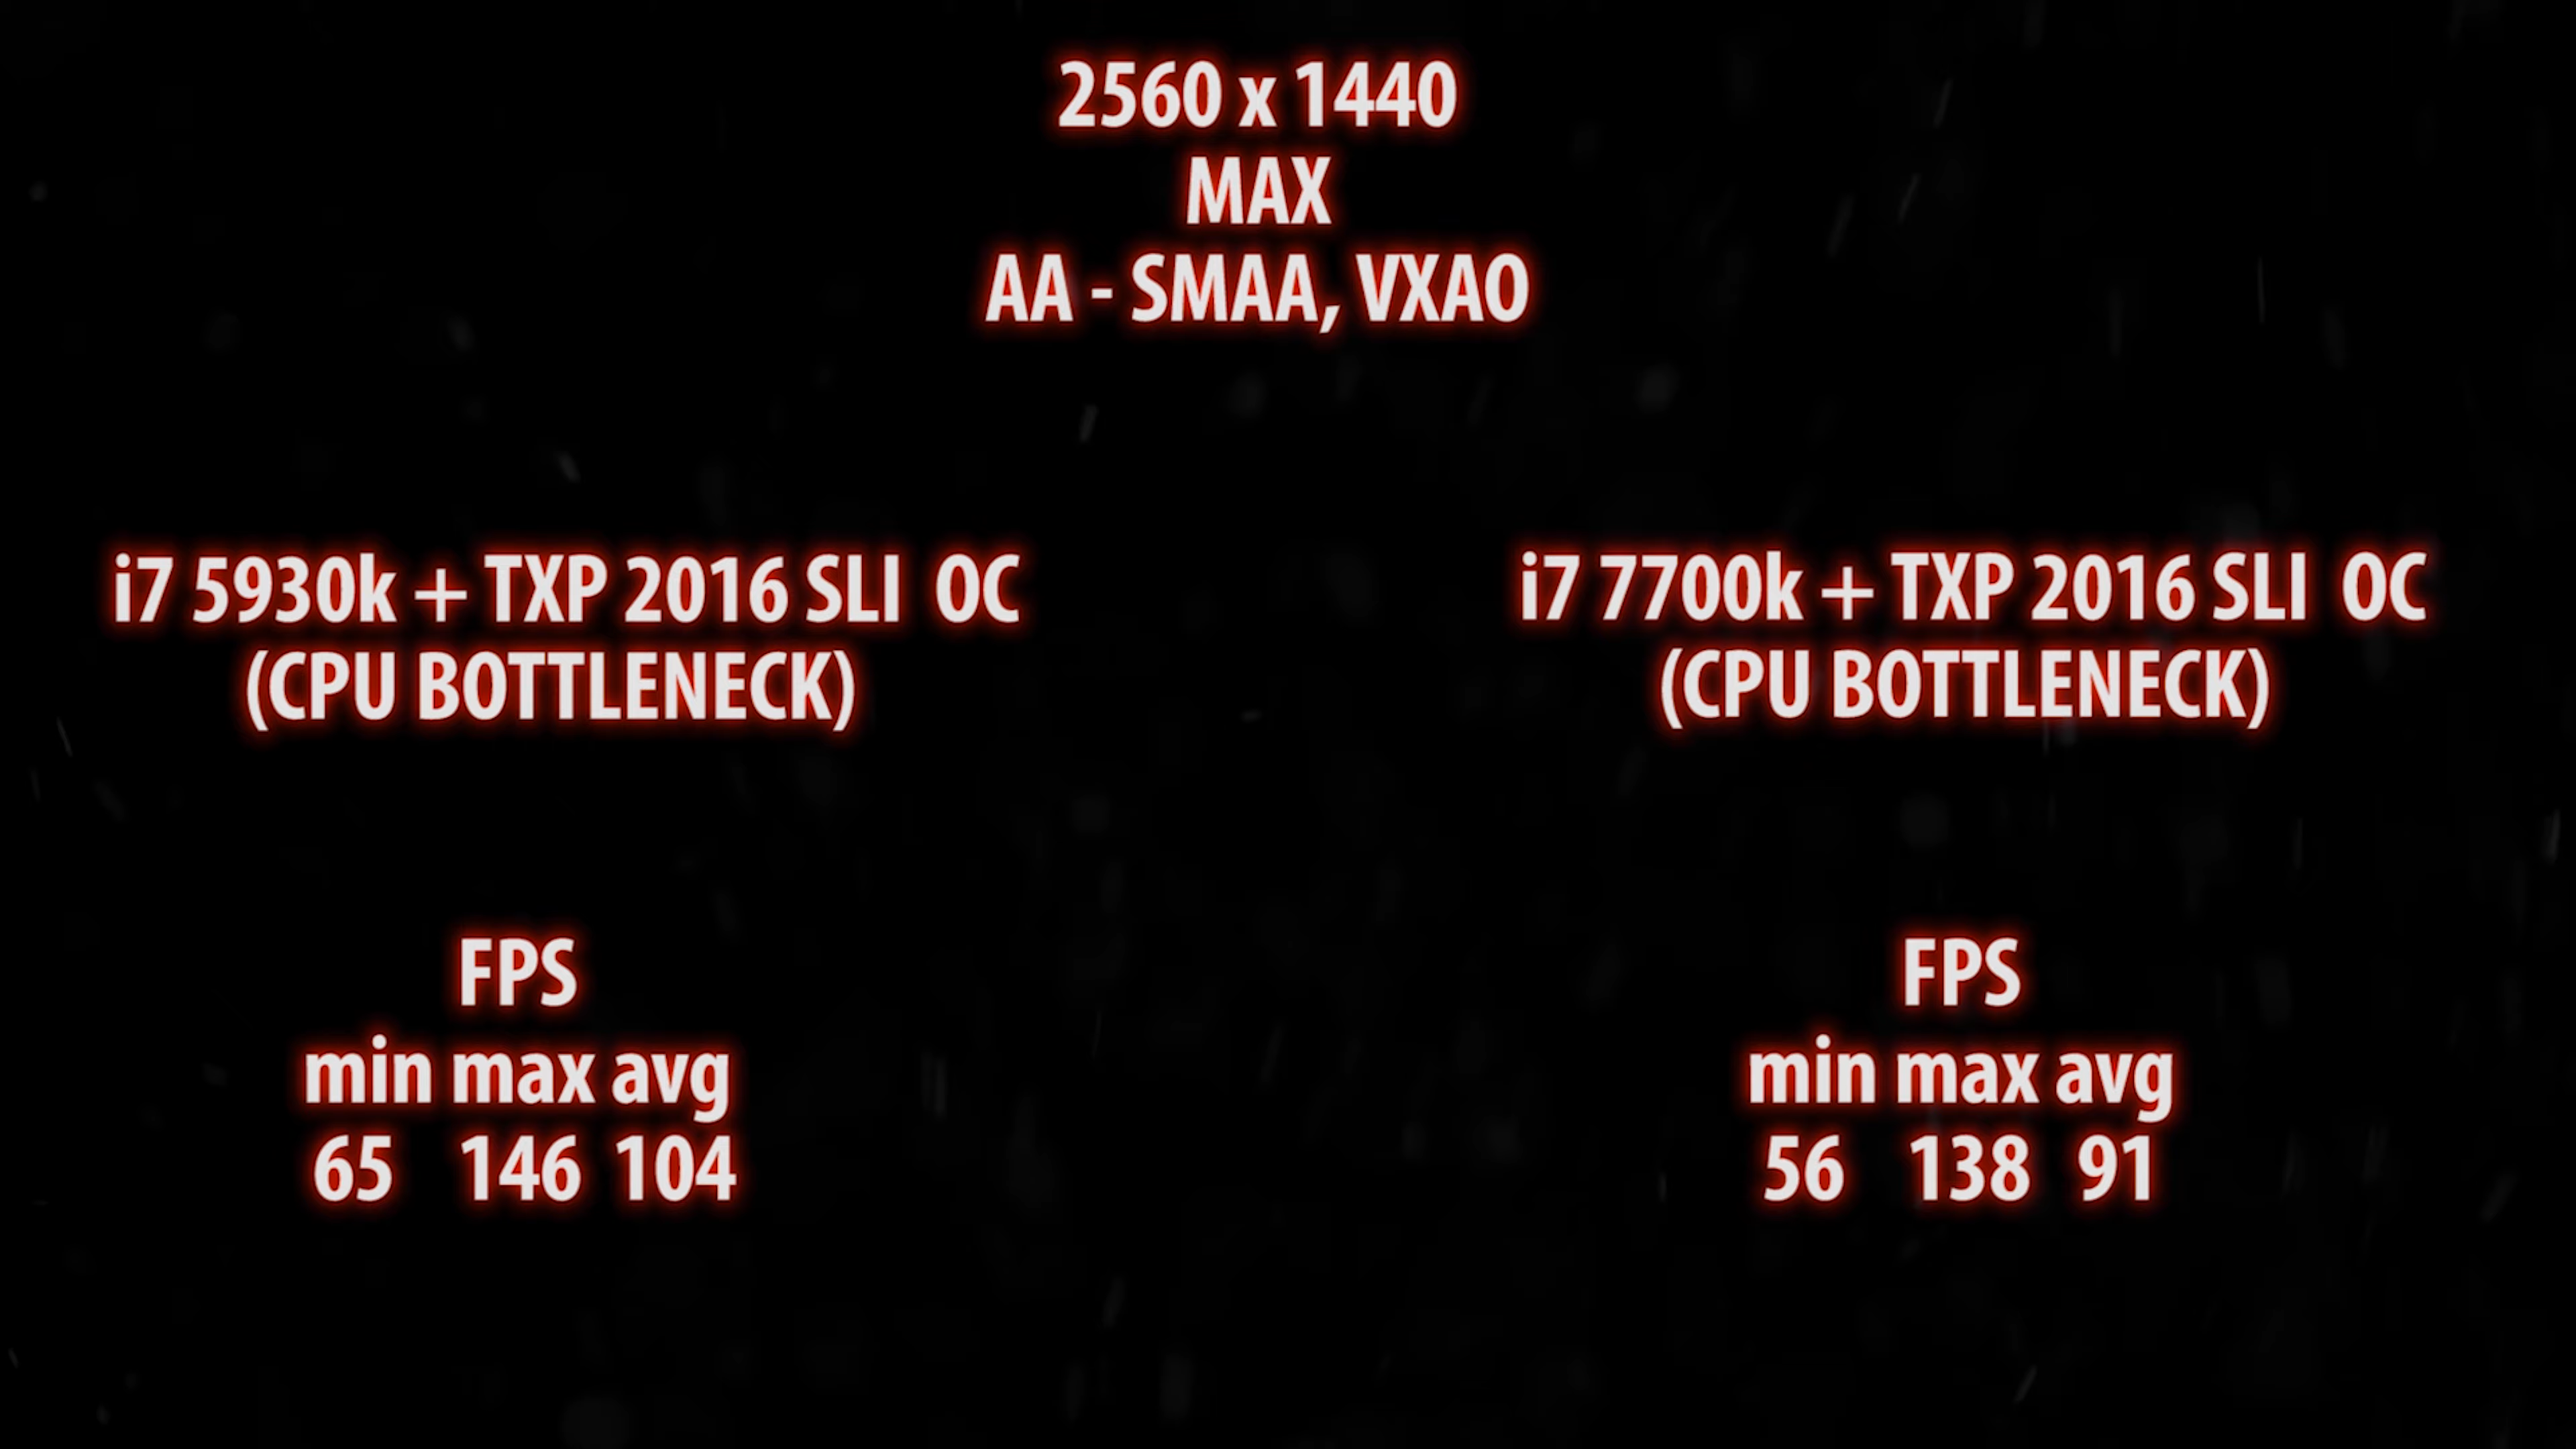 2560 x 1440
MAX
AA - SMAA, VXAO
i7 5930k + TXP 2016 SLI OC
(CPU BOTTLENECK)
i7 7700k + TXP 2016 SLI OC
(CPU BOTTLENECK)
FPS
min max avg
65 146 104
FPS
min max avg
56 138 91